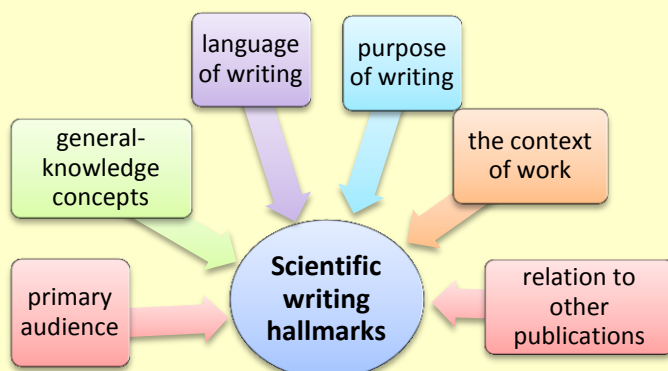 language
of writing
purpose
of writing
general-
knowledge
concepts
the context
of work
primary
audience
Scientific
writing
hallmarks
relation to
other
publications